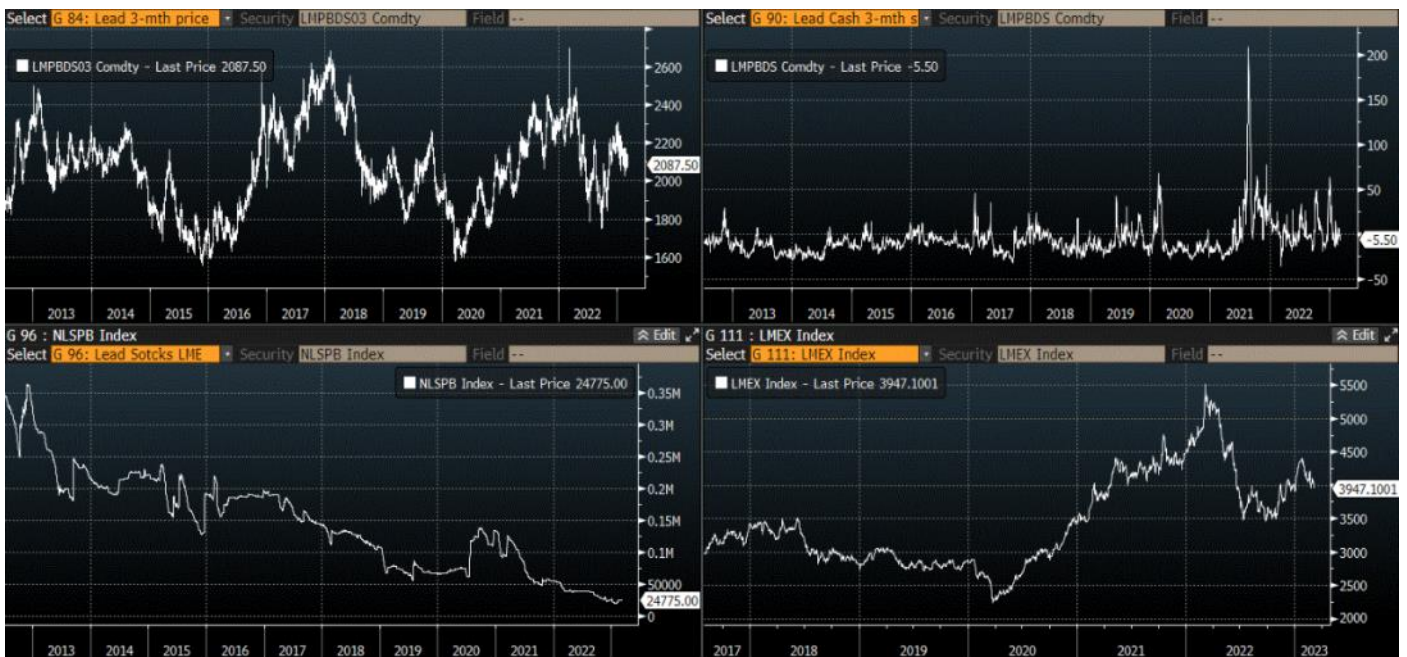 Select G 84: Lead 3-mth price Security LMPBDS03 Comdty Field --
LMPBDS03 Comdty - Last Price 2087.50
2600
2400
2200
2087.50
2000
1800
1600
2013 2014 2015 2016 2017 2018 2019 2020 2021 2022
Select G 90: Lead Cash 3-mth s Security LMPBDS Comdty Field --
LMPBDS Comdty - Last Price -5.50
200
150
100
50
-5.50
-50
2013 2014 2015 2016 2017 2018 2019 2020 2021 2022
G 96 : NLSPB Index Edit
Select G 96: Lead Sotcks LME Security NLSPB Index Field --
NLSPB Index - Last Price 24775.00
0.35M
0.3M
0.25M
0.2M
0.15M
0.1M
50000
24775.00
0
2013 2014 2015 2016 2017 2018 2019 2020 2021 2022
G 111 : LMEX Index Edit
Select G 111: LMEX Index Security LMEX Index Field --
LMEX Index - Last Price 3947.1001
5500
5000
4500
3947.1001
3500
3000
2500
2000
2017 2018 2019 2020 2021 2022 2023